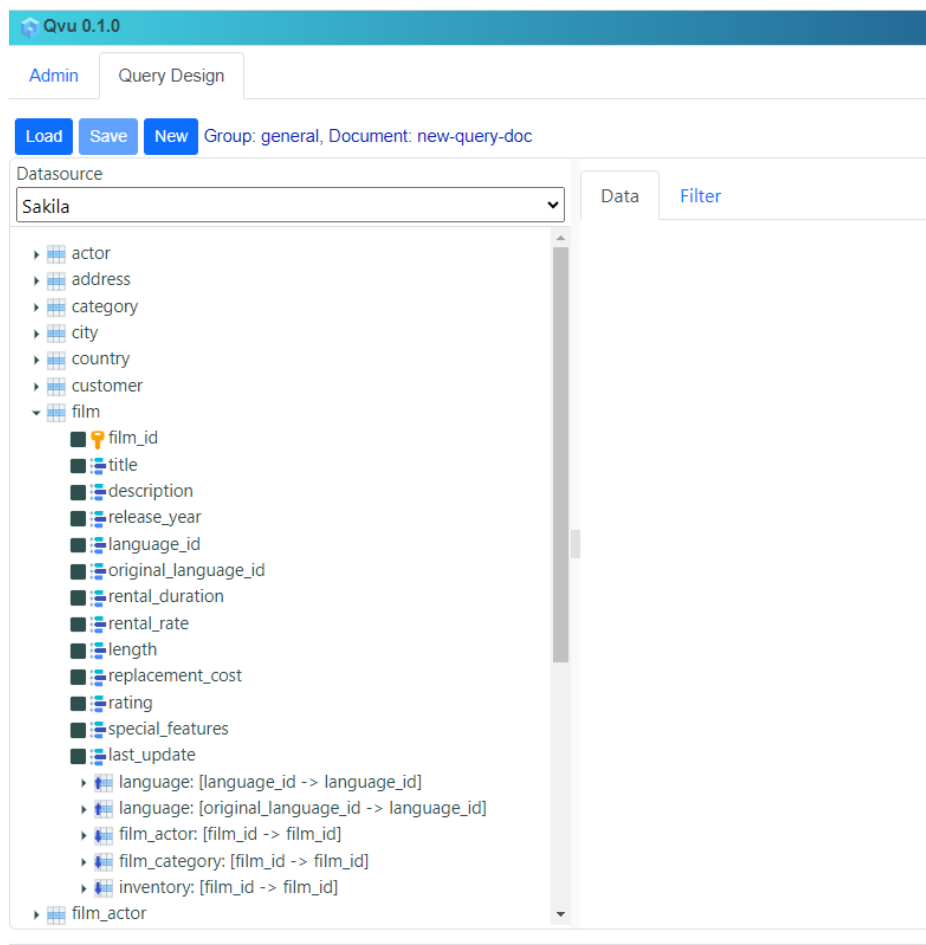 Qvu 0.1.0
Admin Query Design
Load Save New Group: general, Document: new-query-doc
Datasource
Sakila
Data Filter
actor
address
category
city
country
customer
film
film_id
title
description
release_year
language_id
original_language_id
rental_duration
rental_rate
length
replacement_cost
rating
special_features
last_update
language: [language_id -> language_id]
language: [original_language_id -> language_id]
film_actor: [film_id -> film_id]
film_category: [film_id -> film_id]
inventory: [film_id -> film_id]
film_actor